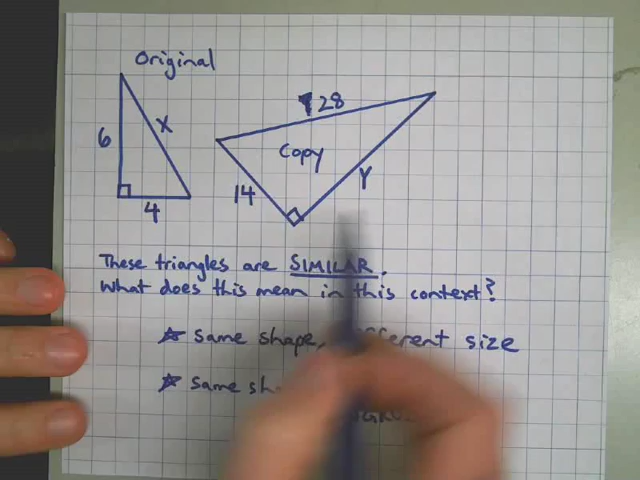 Original
6
x
4
28
Copy
14
Y
These triangles are SIMILAR.
What does this mean in this context?
same shape, different size
same